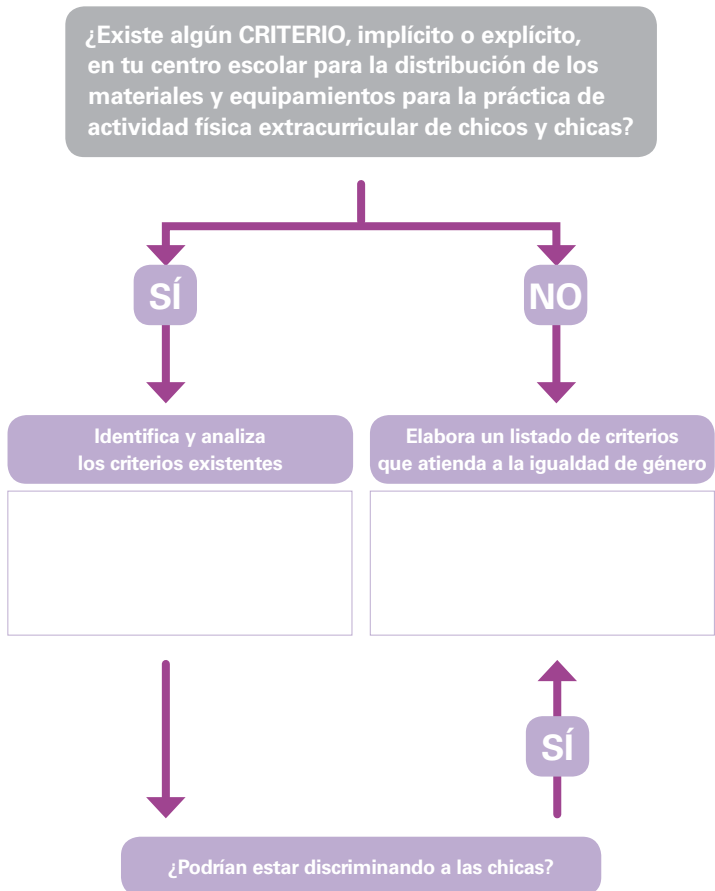 ¿Existe algún CRITERIO, implícito o explícito,
en tu centro escolar para la distribución de los
materiales y equipamientos para la práctica de
actividad física extracurricular de chicos y chicas?
SÍ
NO
Identifica y analiza
los criterios existentes
Elabora un listado de criterios
que atienda a la igualdad de género
SÍ
¿Podrían estar discriminando a las chicas?